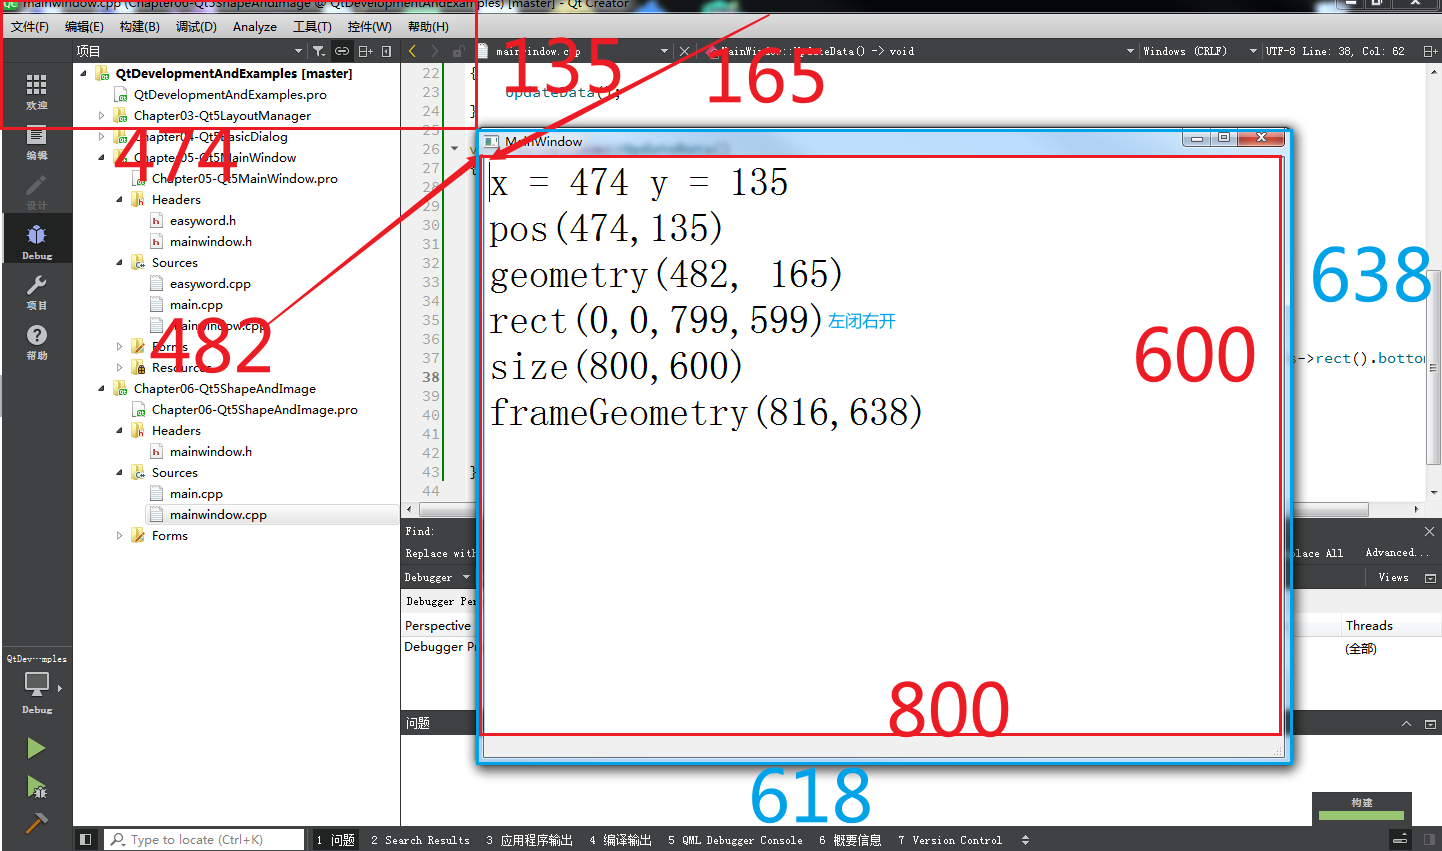 mainwindow.cpp (Chapter06-Qt5ShapeAndImage @ QtDevelopmentAndExamples) [master] - Qt Creator
文件(F) 编辑(E) 构建(B) 调试(D) Analyze 工具(T) 控件(W) 帮助(H)
项目
mainwindow.cpp
MainWindow::UpdateData() -> void
Windows (CRLF)
UTF-8 Line: 38, Col: 62
欢迎
编辑
设计
Debug
项目
帮助
QtDev…mples
Debug
QtDevelopmentAndExamples [master]
QtDevelopmentAndExamples.pro
Chapter03-Qt5LayoutManager
Chapter04-Qt5BasicDialog
Chapter05-Qt5MainWindow
Chapter05-Qt5MainWindow.pro
Headers
easyword.h
mainwindow.h
Sources
easyword.cpp
main.cpp
mainwindow.cpp
Forms
Resources
Chapter06-Qt5ShapeAndImage
Chapter06-Qt5ShapeAndImage.pro
Headers
mainwindow.h
Sources
main.cpp
mainwindow.cpp
Forms
474
482
135
165
22 {
23 UpdateData();
24 }
25
26
27
28
29
30
31
32
33
34
35
36
37
38
39
40
41
42
43 }
44
s->rect().bottom
MainWindow
x = 474 y = 135
pos(474,135)
geometry(482, 165)
rect(0,0,799,599)左闭右开
size(800,600)
frameGeometry(816,638)
600
638
800
618
Find:
Replace with
Advanced...
Debugger
Views
Perspective
Threads
(全部)
问题
构建
Type to locate (Ctrl+K)
1 问题 2 Search Results 3 应用程序输出 4 编译输出 5 QML Debugger Console 6 概要信息 7 Version Control